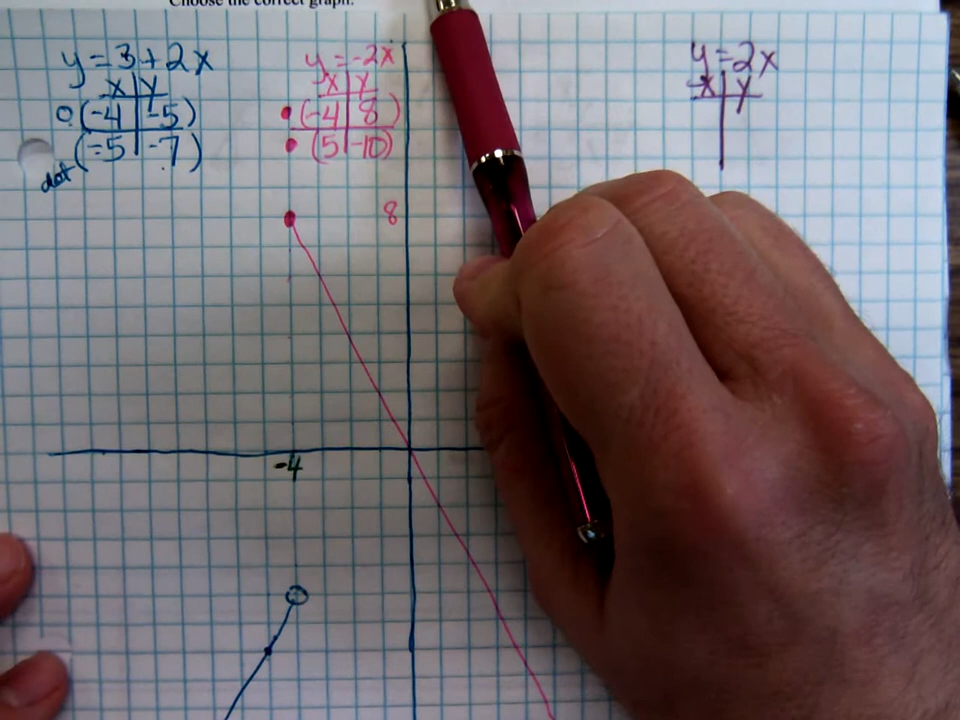 Choose the correct graph.
y=3+2x
x y
(-4 -5)
dot (-5 -7)
y=-2x
x y
(-4 8)
(5 -10)
y=2x
x y
8
-4